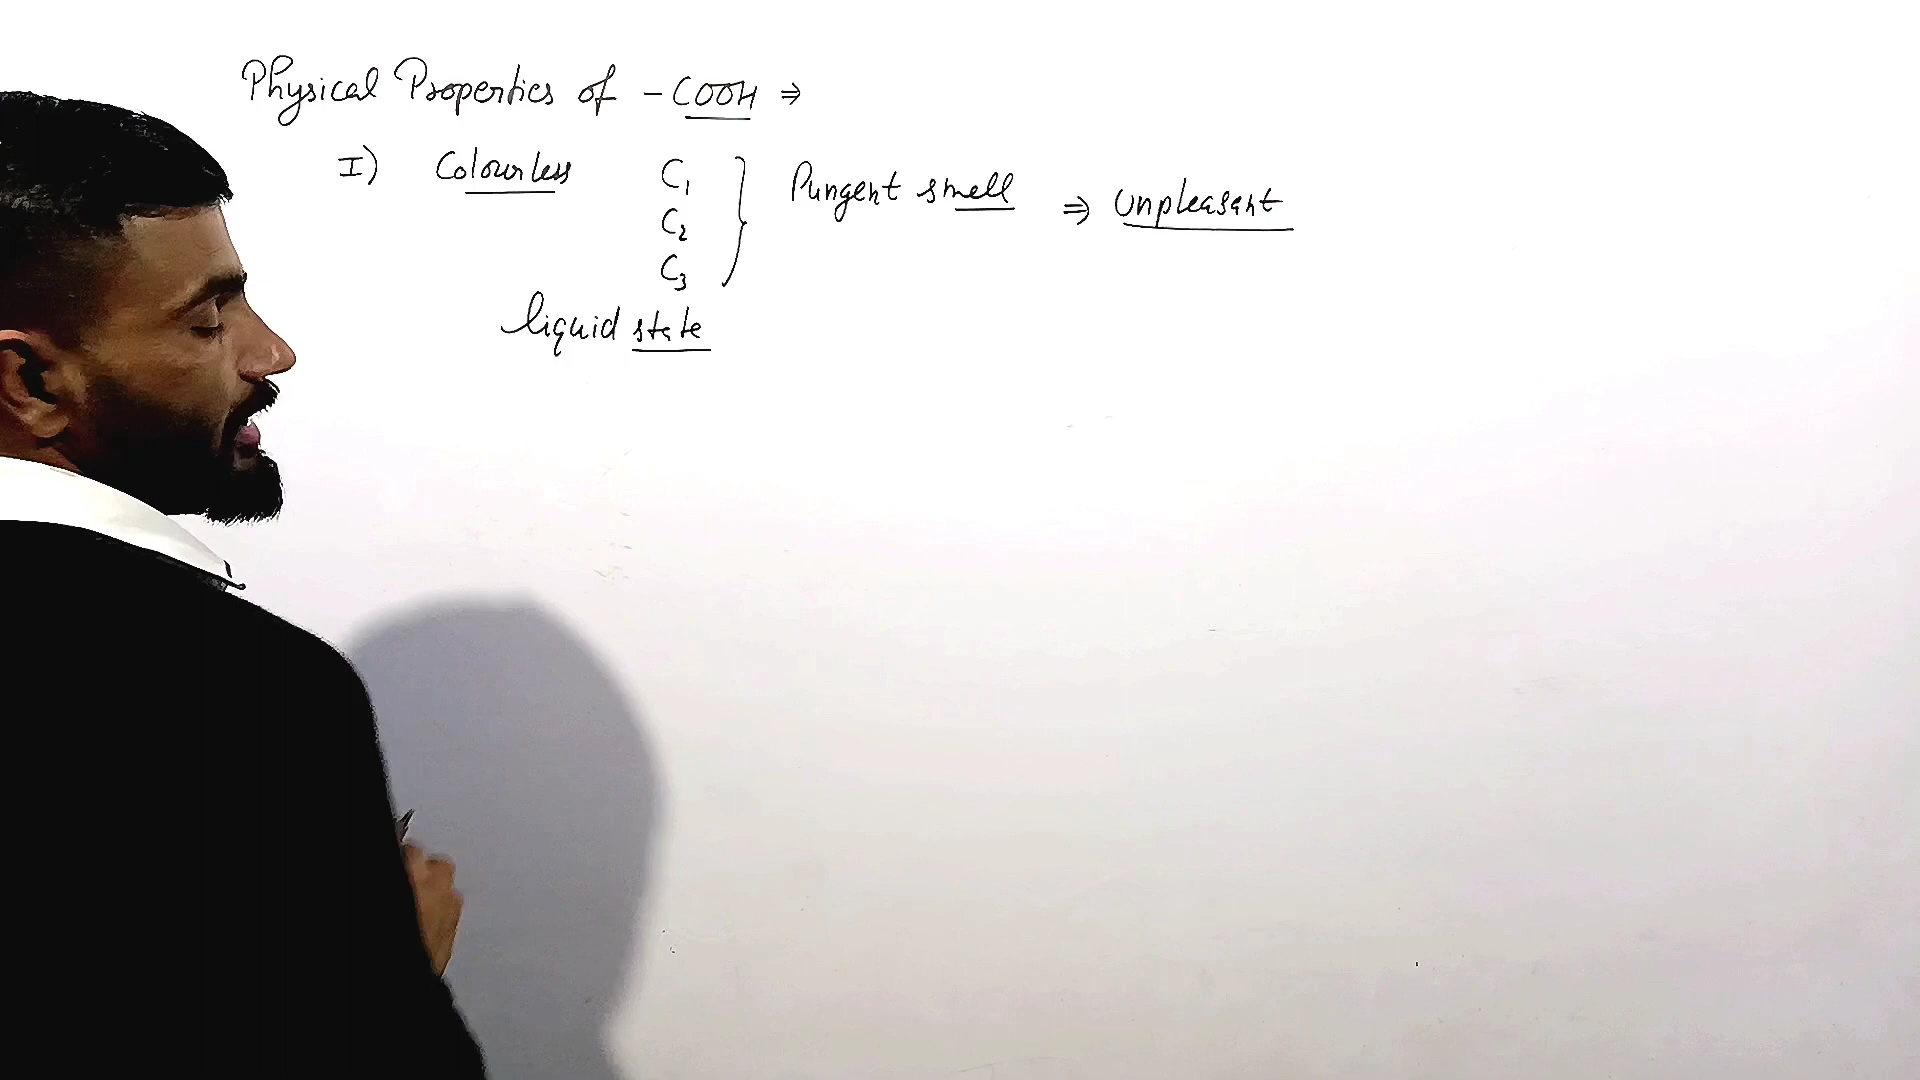 Physical Properties of - COOH ⇒
I) Colourless C₁ } Pungent smell ⇒ Unpleasant
C₂
C₃
liquid state